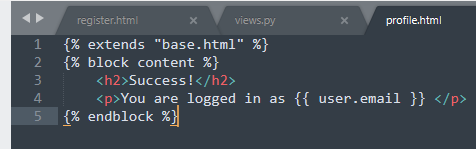 register.html views.py profile.html
1 {% extends "base.html" %}
2 {% block content %}
3     <h2>Success!</h2>
4     <p>You are logged in as {{ user.email }} </p>
5 {% endblock %}